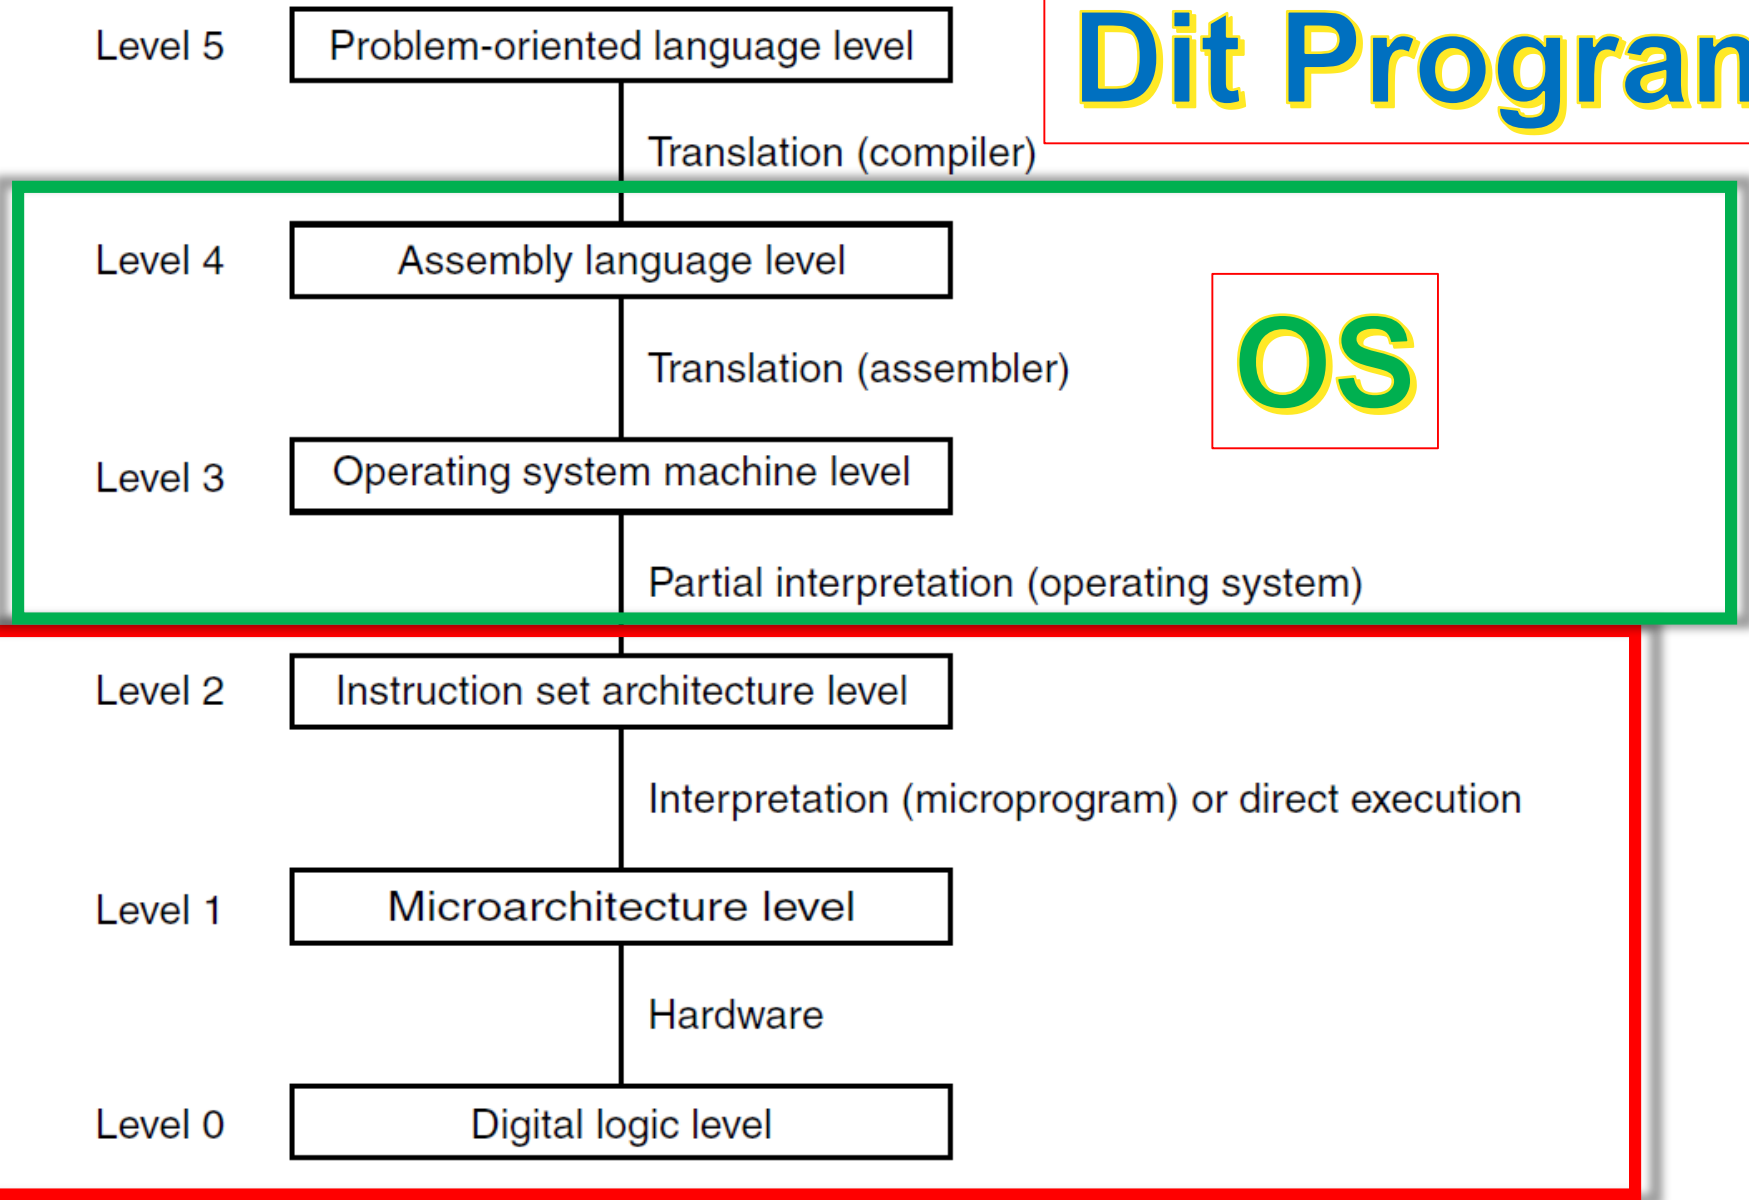 Dit Progran
Level 5
Problem-oriented language level
Translation (compiler)
Level 4
Assembly language level
OS
Translation (assembler)
Level 3
Operating system machine level
Partial interpretation (operating system)
Level 2
Instruction set architecture level
Interpretation (microprogram) or direct execution
Level 1
Microarchitecture level
Hardware
Level 0
Digital logic level